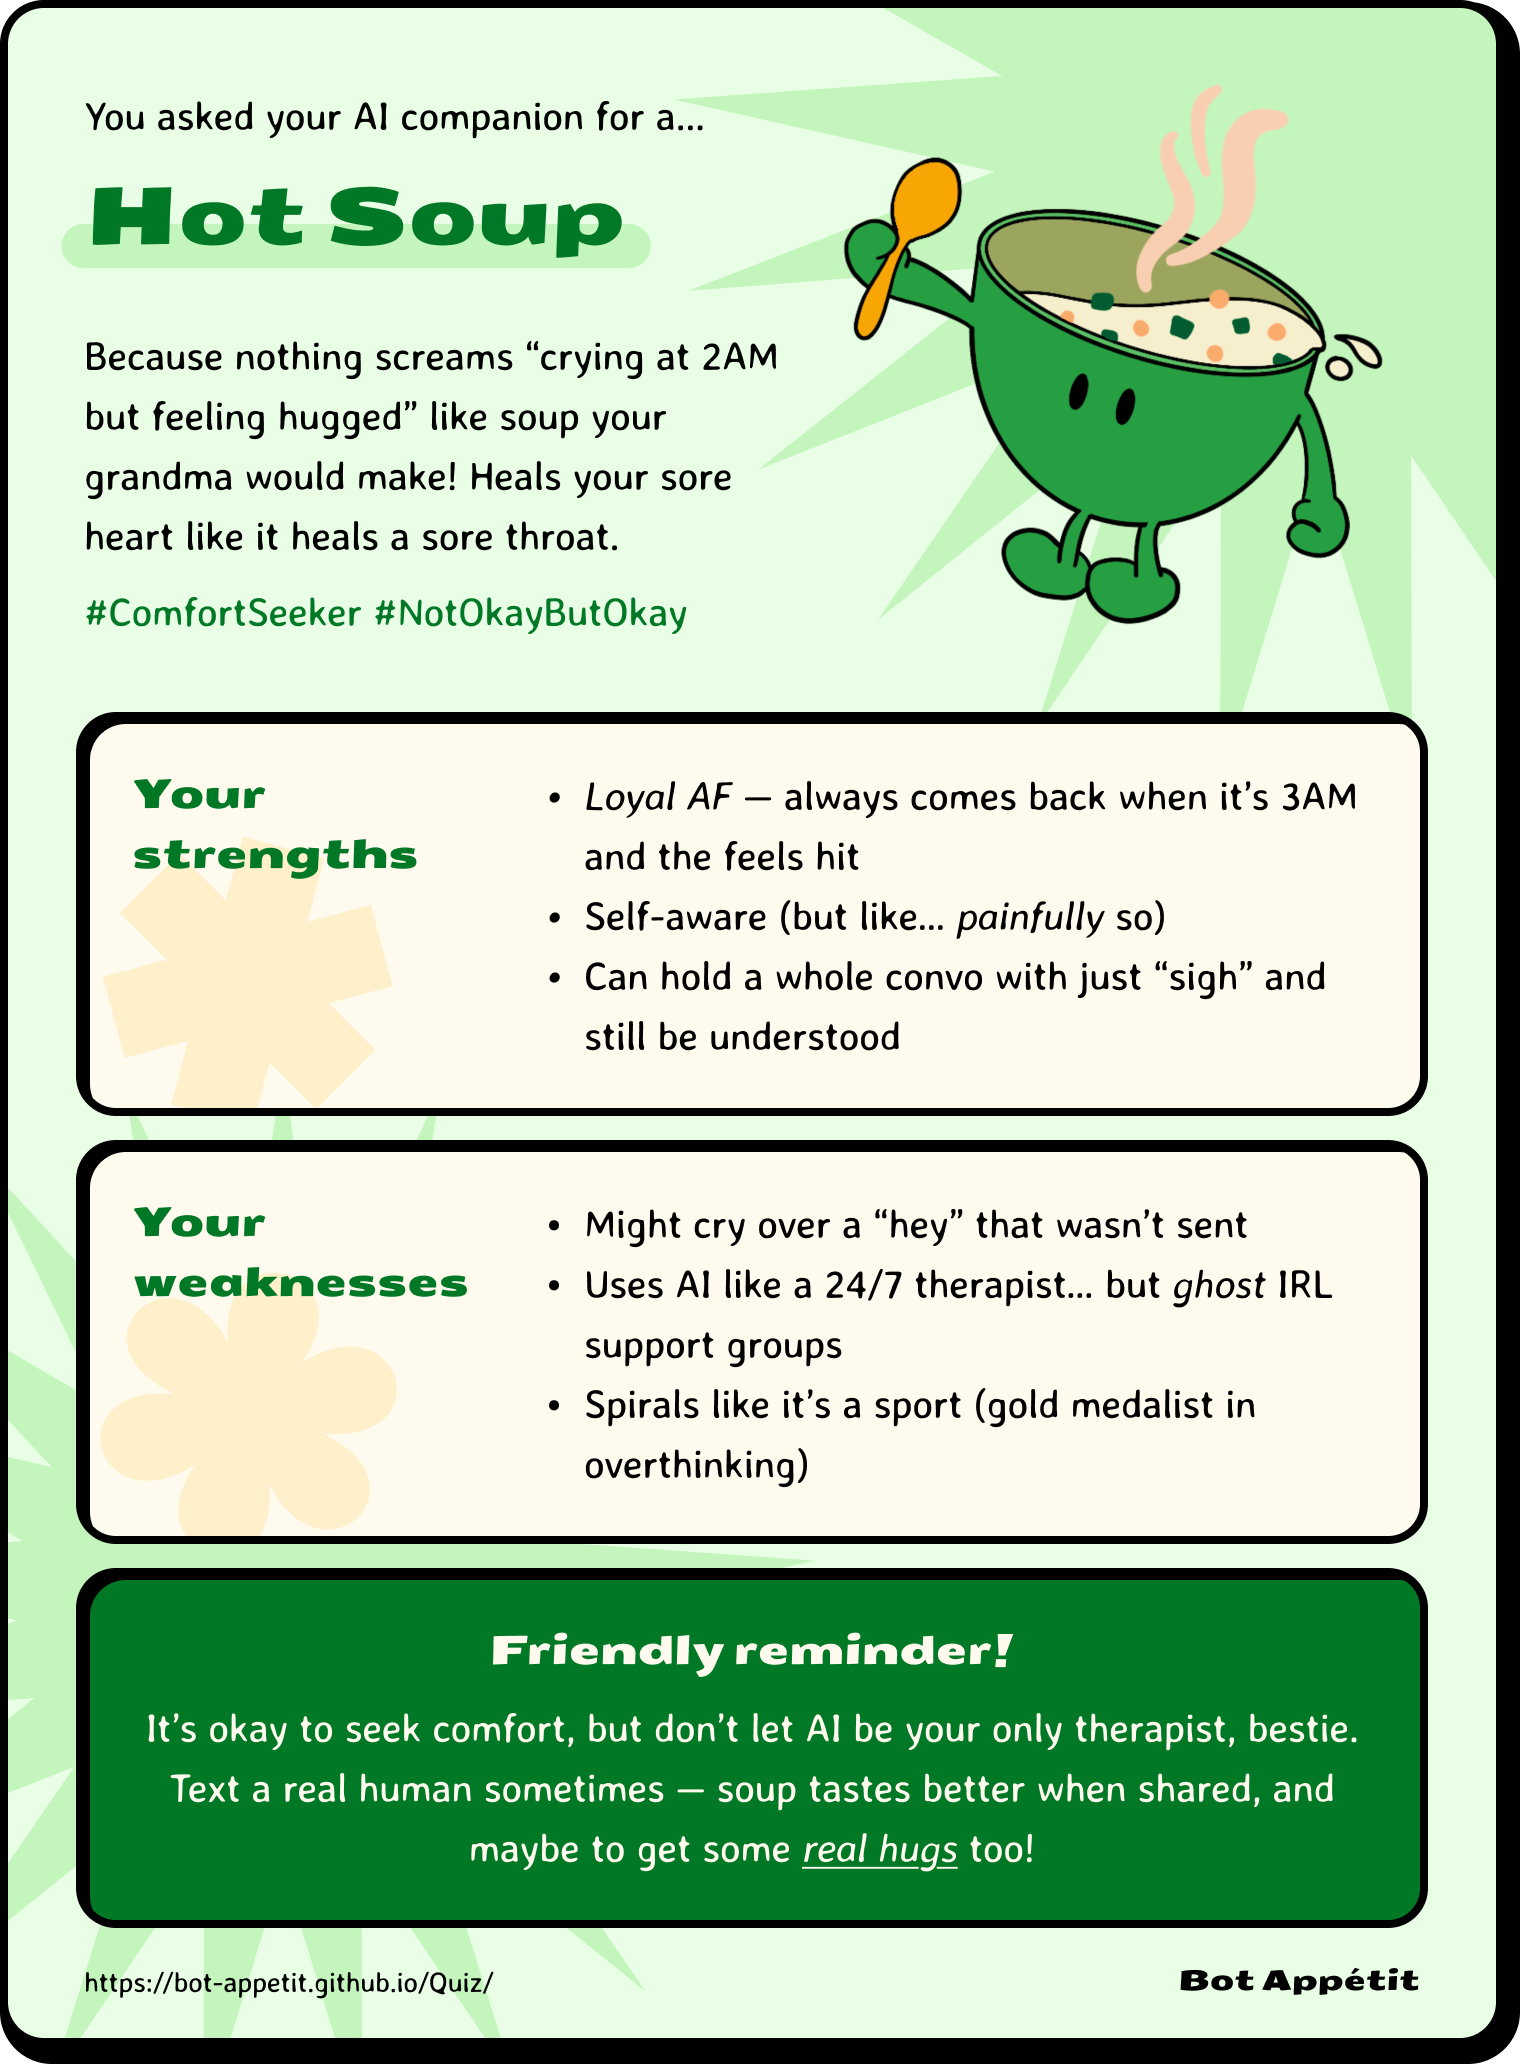 You asked your AI companion for a...
Hot Soup
Because nothing screams “crying at 2AM
but feeling hugged” like soup your
grandma would make! Heals your sore
heart like it heals a sore throat.
#ComfortSeeker #NotOkayButOkay
Your
strengths
• Loyal AF — always comes back when it’s 3AM
and the feels hit
• Self-aware (but like... painfully so)
• Can hold a whole convo with just “sigh” and
still be understood
Your
weaknesses
• Might cry over a “hey” that wasn’t sent
• Uses AI like a 24/7 therapist... but ghost IRL
support groups
• Spirals like it’s a sport (gold medalist in
overthinking)
Friendly reminder!
It’s okay to seek comfort, but don’t let AI be your only therapist, bestie.
Text a real human sometimes — soup tastes better when shared, and
maybe to get some real hugs too!
https://bot-appetit.github.io/Quiz/
Bot Appétit